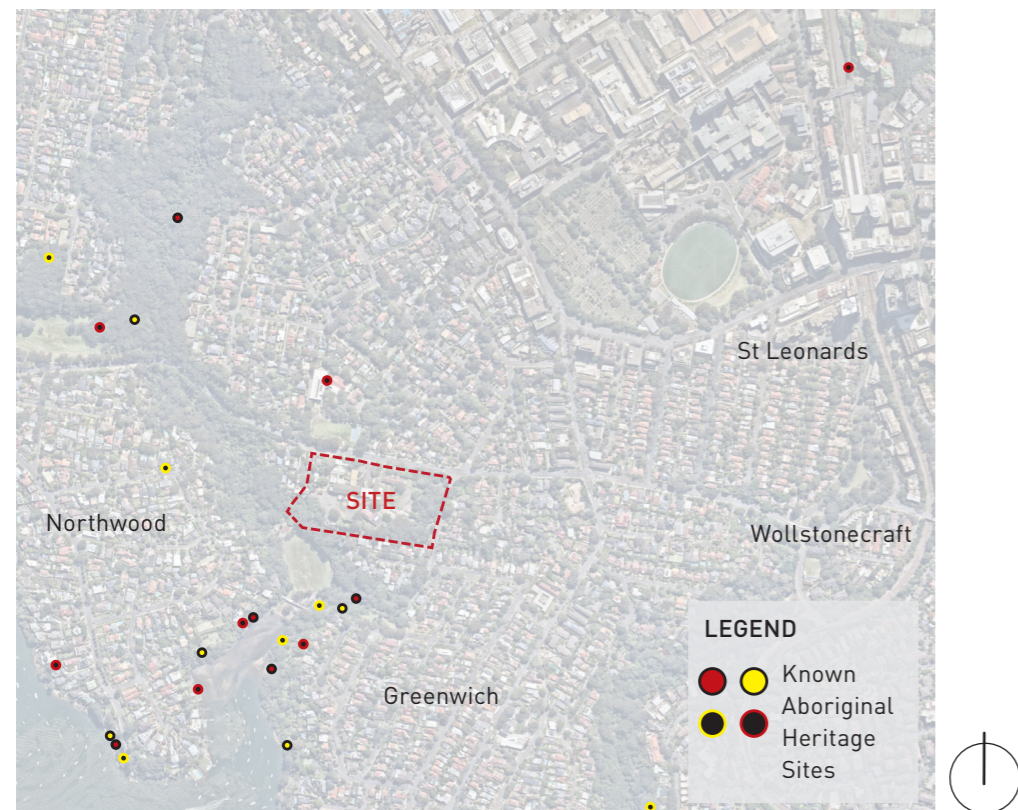 St Leonards
SITE
Northwood
Wollstonecraft
Greenwich
LEGEND
Known
Aboriginal
Heritage
Sites